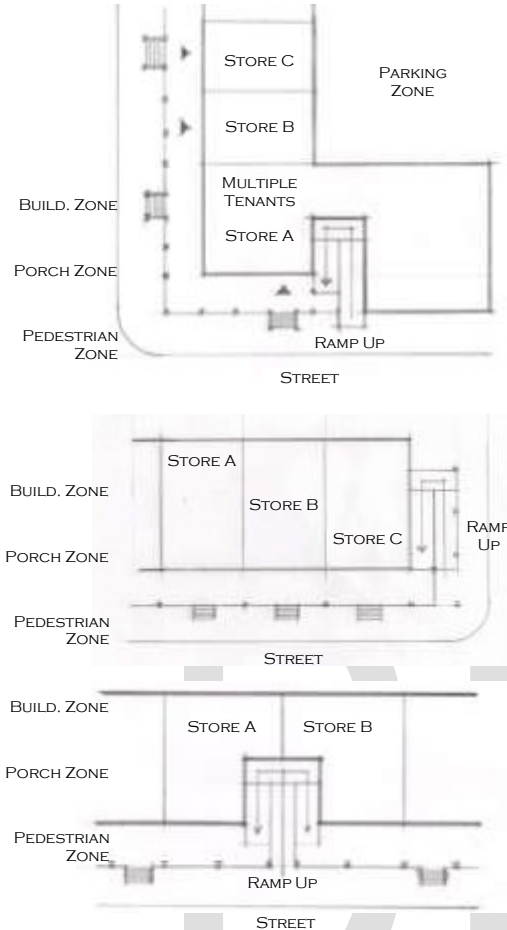 STORE C
PARKING
ZONE
STORE B
MULTIPLE
TENANTS
BUILD. ZONE
STORE A
PORCH ZONE
PEDESTRIAN
ZONE
RAMP UP
STREET
STORE A
BUILD. ZONE
STORE B
STORE C
RAMP
UP
PORCH ZONE
PEDESTRIAN
ZONE
STREET
BUILD. ZONE
STORE A
STORE B
PORCH ZONE
PEDESTRIAN
ZONE
RAMP UP
STREET